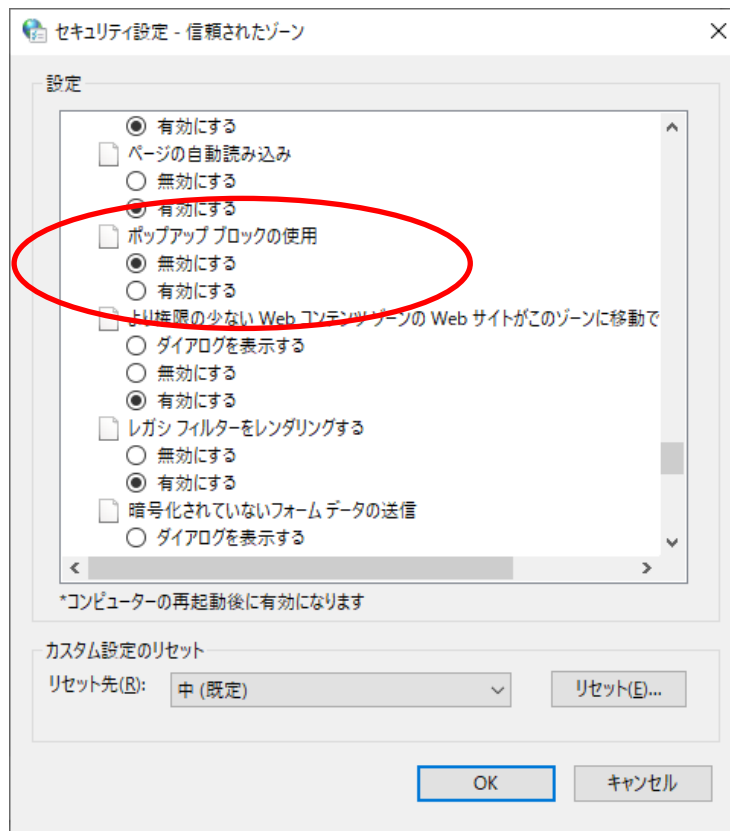 セキュリティ設定 - 信頼されたゾーン
設定
有効にする
ページの自動読み込み
無効にする
有効にする
ポップアップ ブロックの使用
無効にする
有効にする
より権限の少ない Web コンテンツ ゾーンの Web サイトがこのゾーンに移動で
ダイアログを表示する
無効にする
有効にする
レガシ フィルターをレンダリングする
無効にする
有効にする
暗号化されていないフォーム データの送信
ダイアログを表示する
*コンピューターの再起動後に有効になります
カスタム設定のリセット
リセット先(R): 中 (既定) リセット(E)...
OK キャンセル